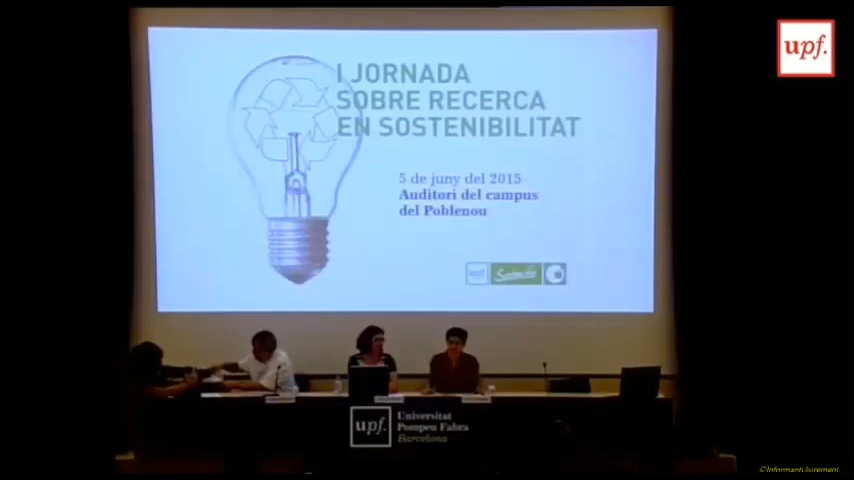 I JORNADA
SOBRE RECERCA
EN SOSTENIBILITAT
5 de juny del 2015
Auditori del campus
del Poblenou
upf.
upf.
upf.
Universitat
Pompeu Fabra
Barcelona